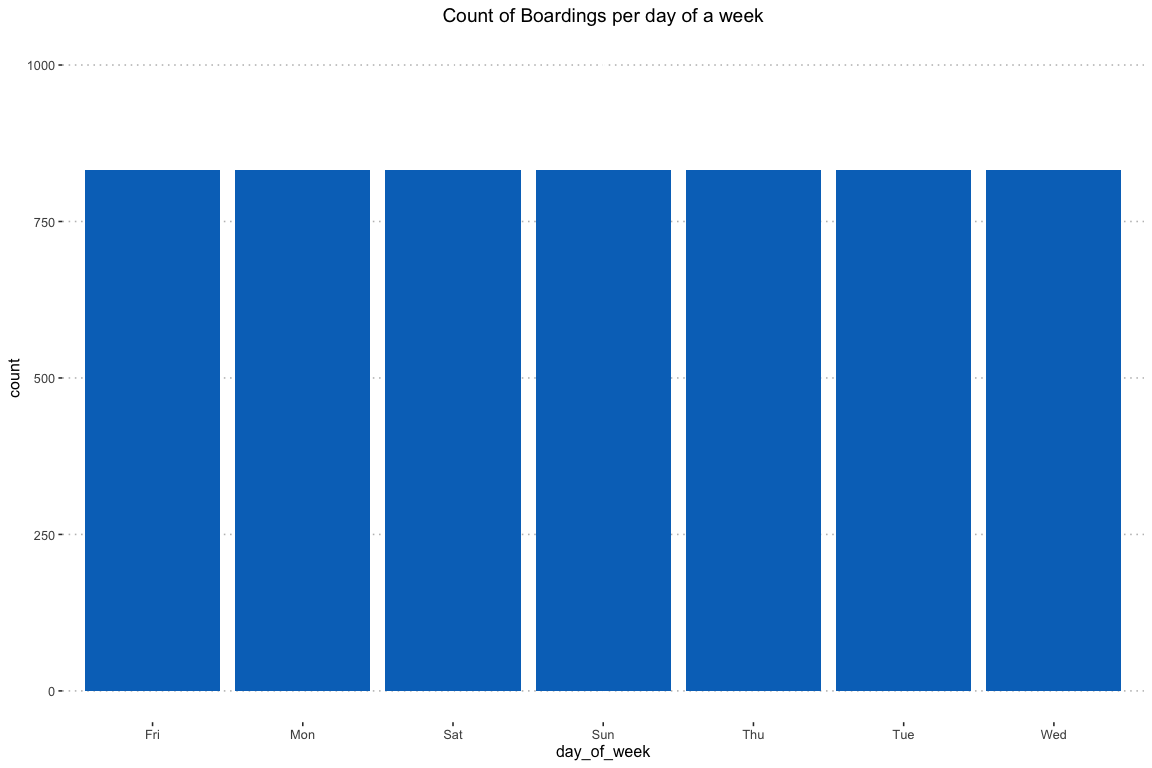 Count of Boardings per day of a week
1000
750
500
250
0
count
Fri Mon Sat Sun Thu Tue Wed
day_of_week